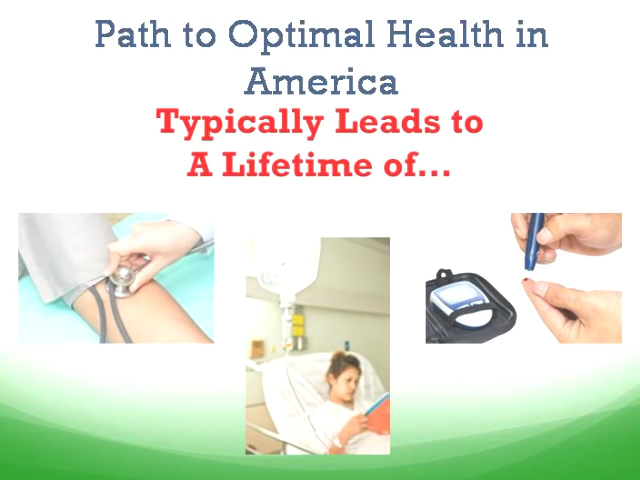 Path to Optimal Health in
America
Typically Leads to
A Lifetime of...